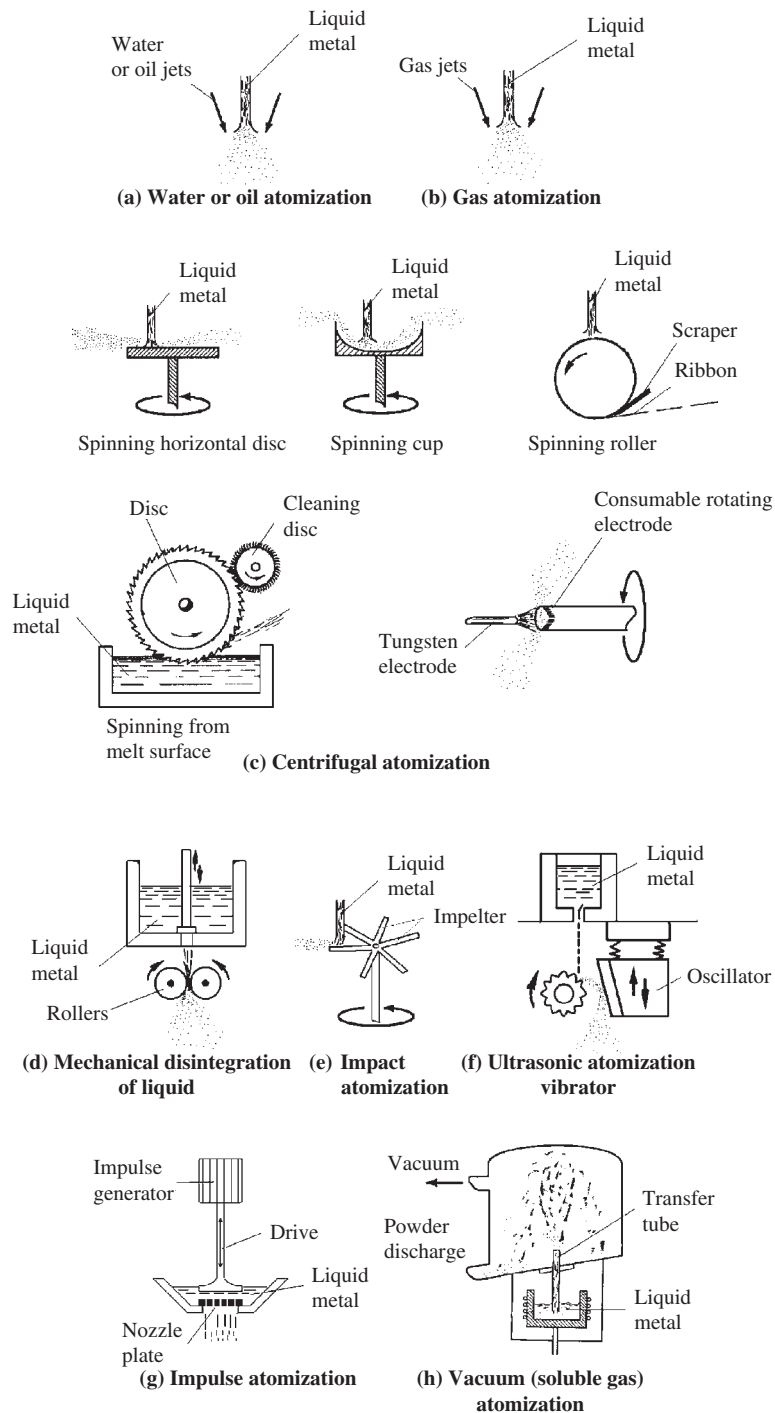 Water
or oil jets
Liquid
metal
Gas jets
Liquid
metal
(a) Water or oil atomization
(b) Gas atomization
Liquid
metal
Liquid
metal
Liquid
metal
Scraper
Ribbon
Spinning horizontal disc
Spinning cup
Spinning roller
Disc
Cleaning
disc
Liquid
metal
Spinning from
melt surface
Consumable rotating
electrode
Tungsten
electrode
(c) Centrifugal atomization
Liquid
metal
Rollers
Liquid
metal
Impelter
Liquid
metal
Oscillator
(d) Mechanical disintegration
of liquid
(e) Impact
atomization
(f) Ultrasonic atomization
vibrator
Impulse
generator
Drive
Liquid
metal
Nozzle
plate
(g) Impulse atomization
Vacuum
Powder
discharge
Transfer
tube
Liquid
metal
(h) Vacuum (soluble gas)
atomization